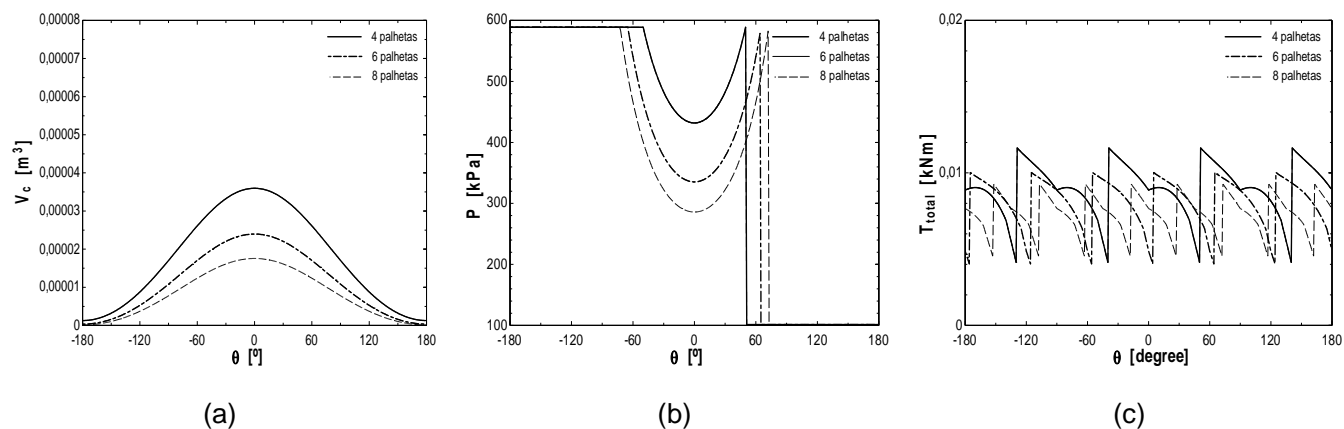 0,00008
0,00007
0,00006
0,00005
0,00004
0,00003
0,00002
0,00001
0
V_c [m³]
4 palhetas
6 palhetas
8 palhetas
-180 -120 -60 0 60 120 180
θ [º]
(a)
600
500
400
300
200
100
P [kPa]
4 palhetas
6 palhetas
8 palhetas
-180 -120 -60 0 60 120 180
θ [º]
(b)
0,02
0,01
0
T_Total [kNm]
4 palhetas
6 palhetas
8 palhetas
-180 -120 -60 0 60 120 180
θ [degree]
(c)